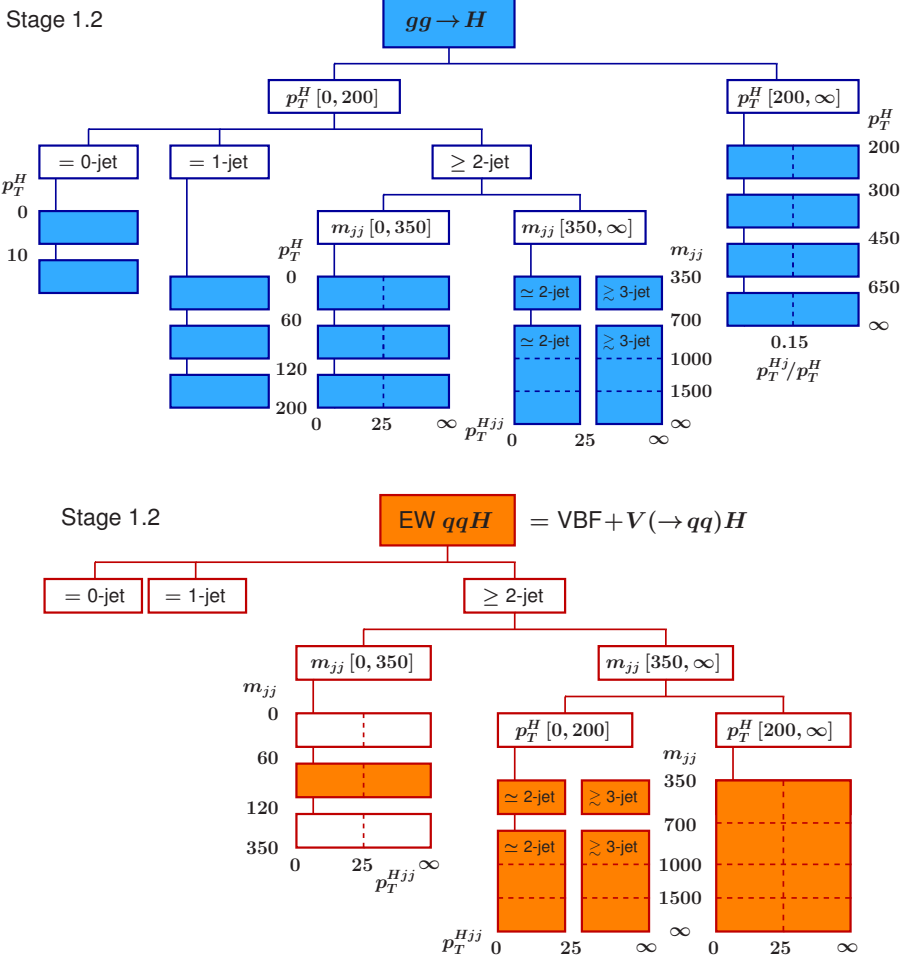 Stage 1.2
gg → H
p_T^H [0, 200]
p_T^H [200, ∞]
p_T^H
= 0-jet
= 1-jet
≥ 2-jet
200
p_T^H
0
10
m_jj [0, 350]
m_jj [350, ∞]
300
450
650
∞
p_T^H
0
60
120
200
m_jj
350
700
1000
1500
∞
≃ 2-jet
≳ 3-jet
≃ 2-jet
≳ 3-jet
0.15
p_T^Hj/p_T^H
0
25
∞
p_T^Hjj
0
25
∞
Stage 1.2
EW qqH
= VBF + V(→ qq)H
= 0-jet
= 1-jet
≥ 2-jet
m_jj [0, 350]
m_jj [350, ∞]
m_jj
0
60
120
350
p_T^H [0, 200]
p_T^H [200, ∞]
m_jj
350
700
1000
1500
∞
≃ 2-jet
≳ 3-jet
≃ 2-jet
≳ 3-jet
0
25
∞
p_T^Hjj
p_T^Hjj
0
25
∞
0
25
∞